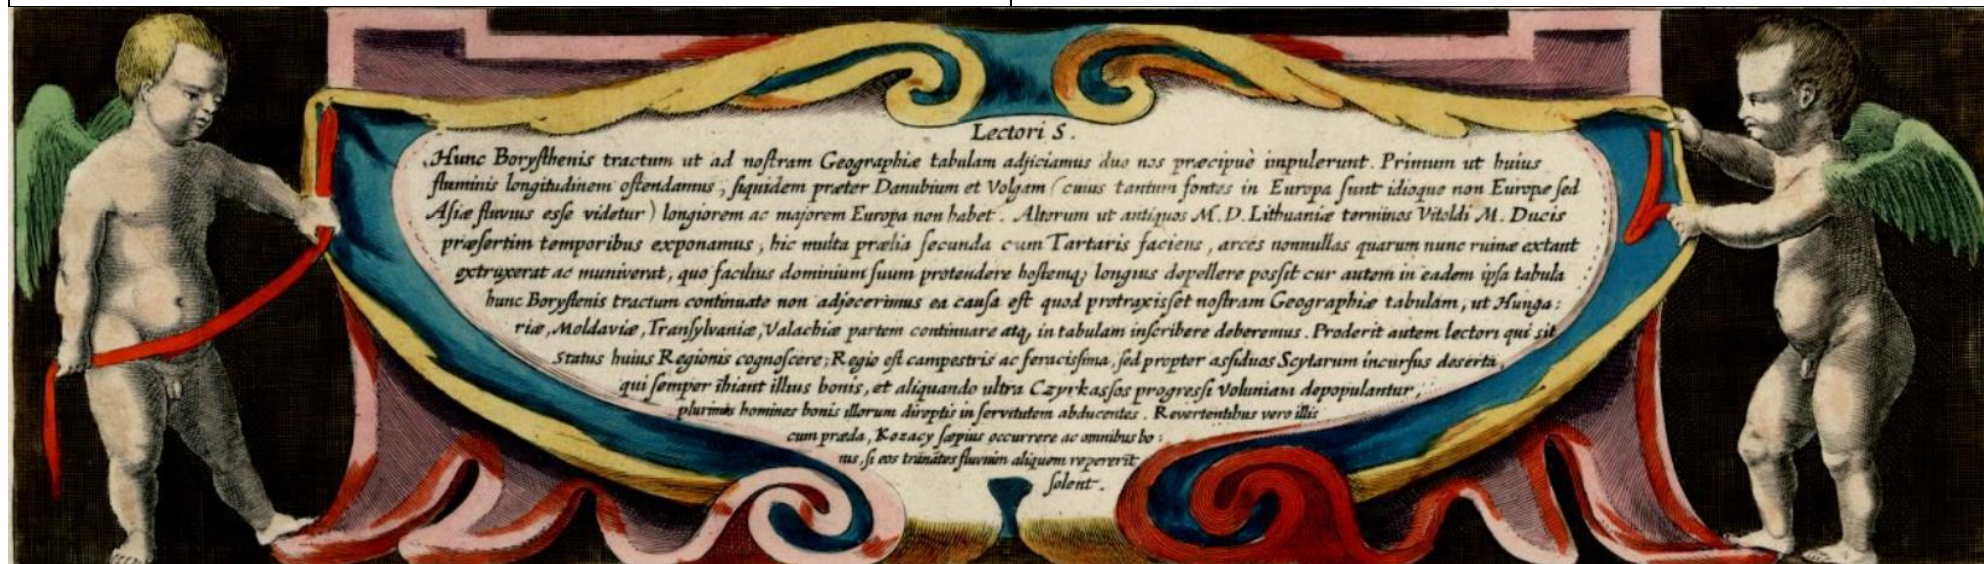 Lectori S.
Hunc Borysthenis tractum ut ad nostram Geographiæ tabulam adjiciamus duo nos præcipuè impulerunt. Primum ut huius
fluminis longitudinem ostendamus, siquidem præter Danubium et Volgam (cuius tantum fontes in Europa sunt idioque non Europæ sed
Asiæ fluvius esse videtur) longiorem ac majorem Europa non habet. Alterum ut antiquos M. D. Lithuaniæ terminos Vitoldi M. Ducis
præsertim temporibus exponamus, hic multa prælia secunda cum Tartaris faciens, arces nonnullas quarum nunc ruinæ extant
extruxerat ac muniverat, quo facilius dominium suum protendere hostemq; longius depellere possit cur autem in eadem ipsa tabula
hunc Borystenis tractum continuate non adjecerimus ea causa est quod protraxisset nostram Geographiæ tabulam, ut Hunga:
riæ, Moldaviæ, Transylvaniæ, Valachiæ partem continuare atq, in tabulam inscribere deberemus. Proderit autem lectori qui sit
status huius Regionis cognoscere; Regio est campestris ac feracissima, sed propter assiduos Scytarum incursus deserta,
qui semper ihiant illius bonis, et aliquando ultra Czyrkassos progressi Voluniam depopulantur,
plurimos homines bonis illorum direptis in servitutem abducentes. Revertentibus vero illis
cum præda, Kozacy sæpius occurrere ac omnibus bo:
nis, si eos trãnãtes fluvium aliquem repererit
solent.